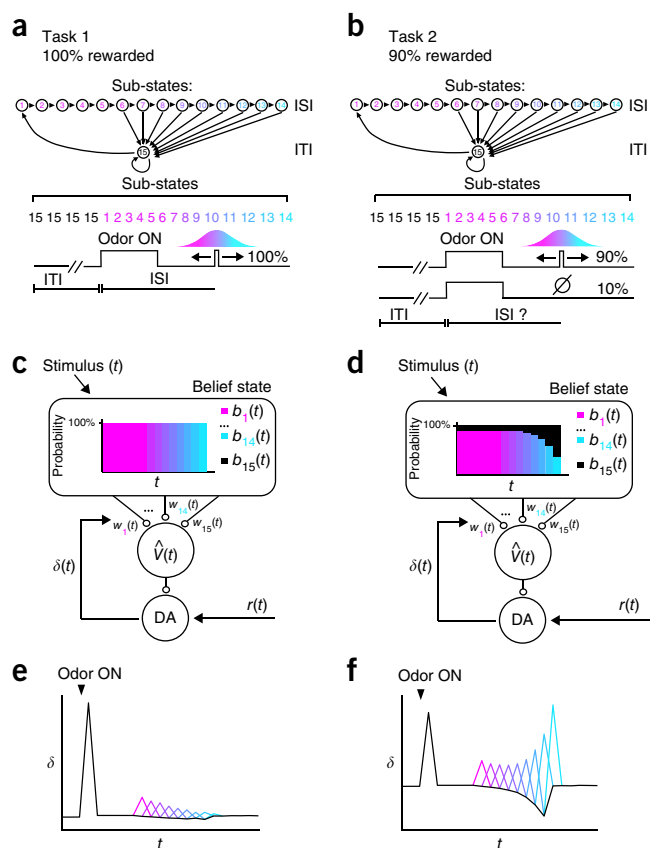 a
Task 1
100% rewarded
Sub-states:
1 2 3 4 5 6 7 8 9 10 11 12 13 14 ISI
15 ITI
Sub-states
15 15 15 15 1 2 3 4 5 6 7 8 9 10 11 12 13 14
Odor ON
100%
ITI ISI
b
Task 2
90% rewarded
Sub-states:
1 2 3 4 5 6 7 8 9 10 11 12 13 14 ISI
15 ITI
Sub-states
15 15 15 15 1 2 3 4 5 6 7 8 9 10 11 12 13 14
Odor ON
90%
10%
ITI ISI ?
c
Stimulus (t)
Belief state
Probability
100%
b1(t)
...
b14(t)
b15(t)
t
... w14(t)
w1(t) w15(t)
V̂(t)
δ(t)
DA r(t)
d
Stimulus (t)
Belief state
Probability
100%
b1(t)
...
b14(t)
b15(t)
t
... w14(t)
w1(t) w15(t)
V̂(t)
δ(t)
DA r(t)
e
Odor ON
δ
t
f
Odor ON
δ
t